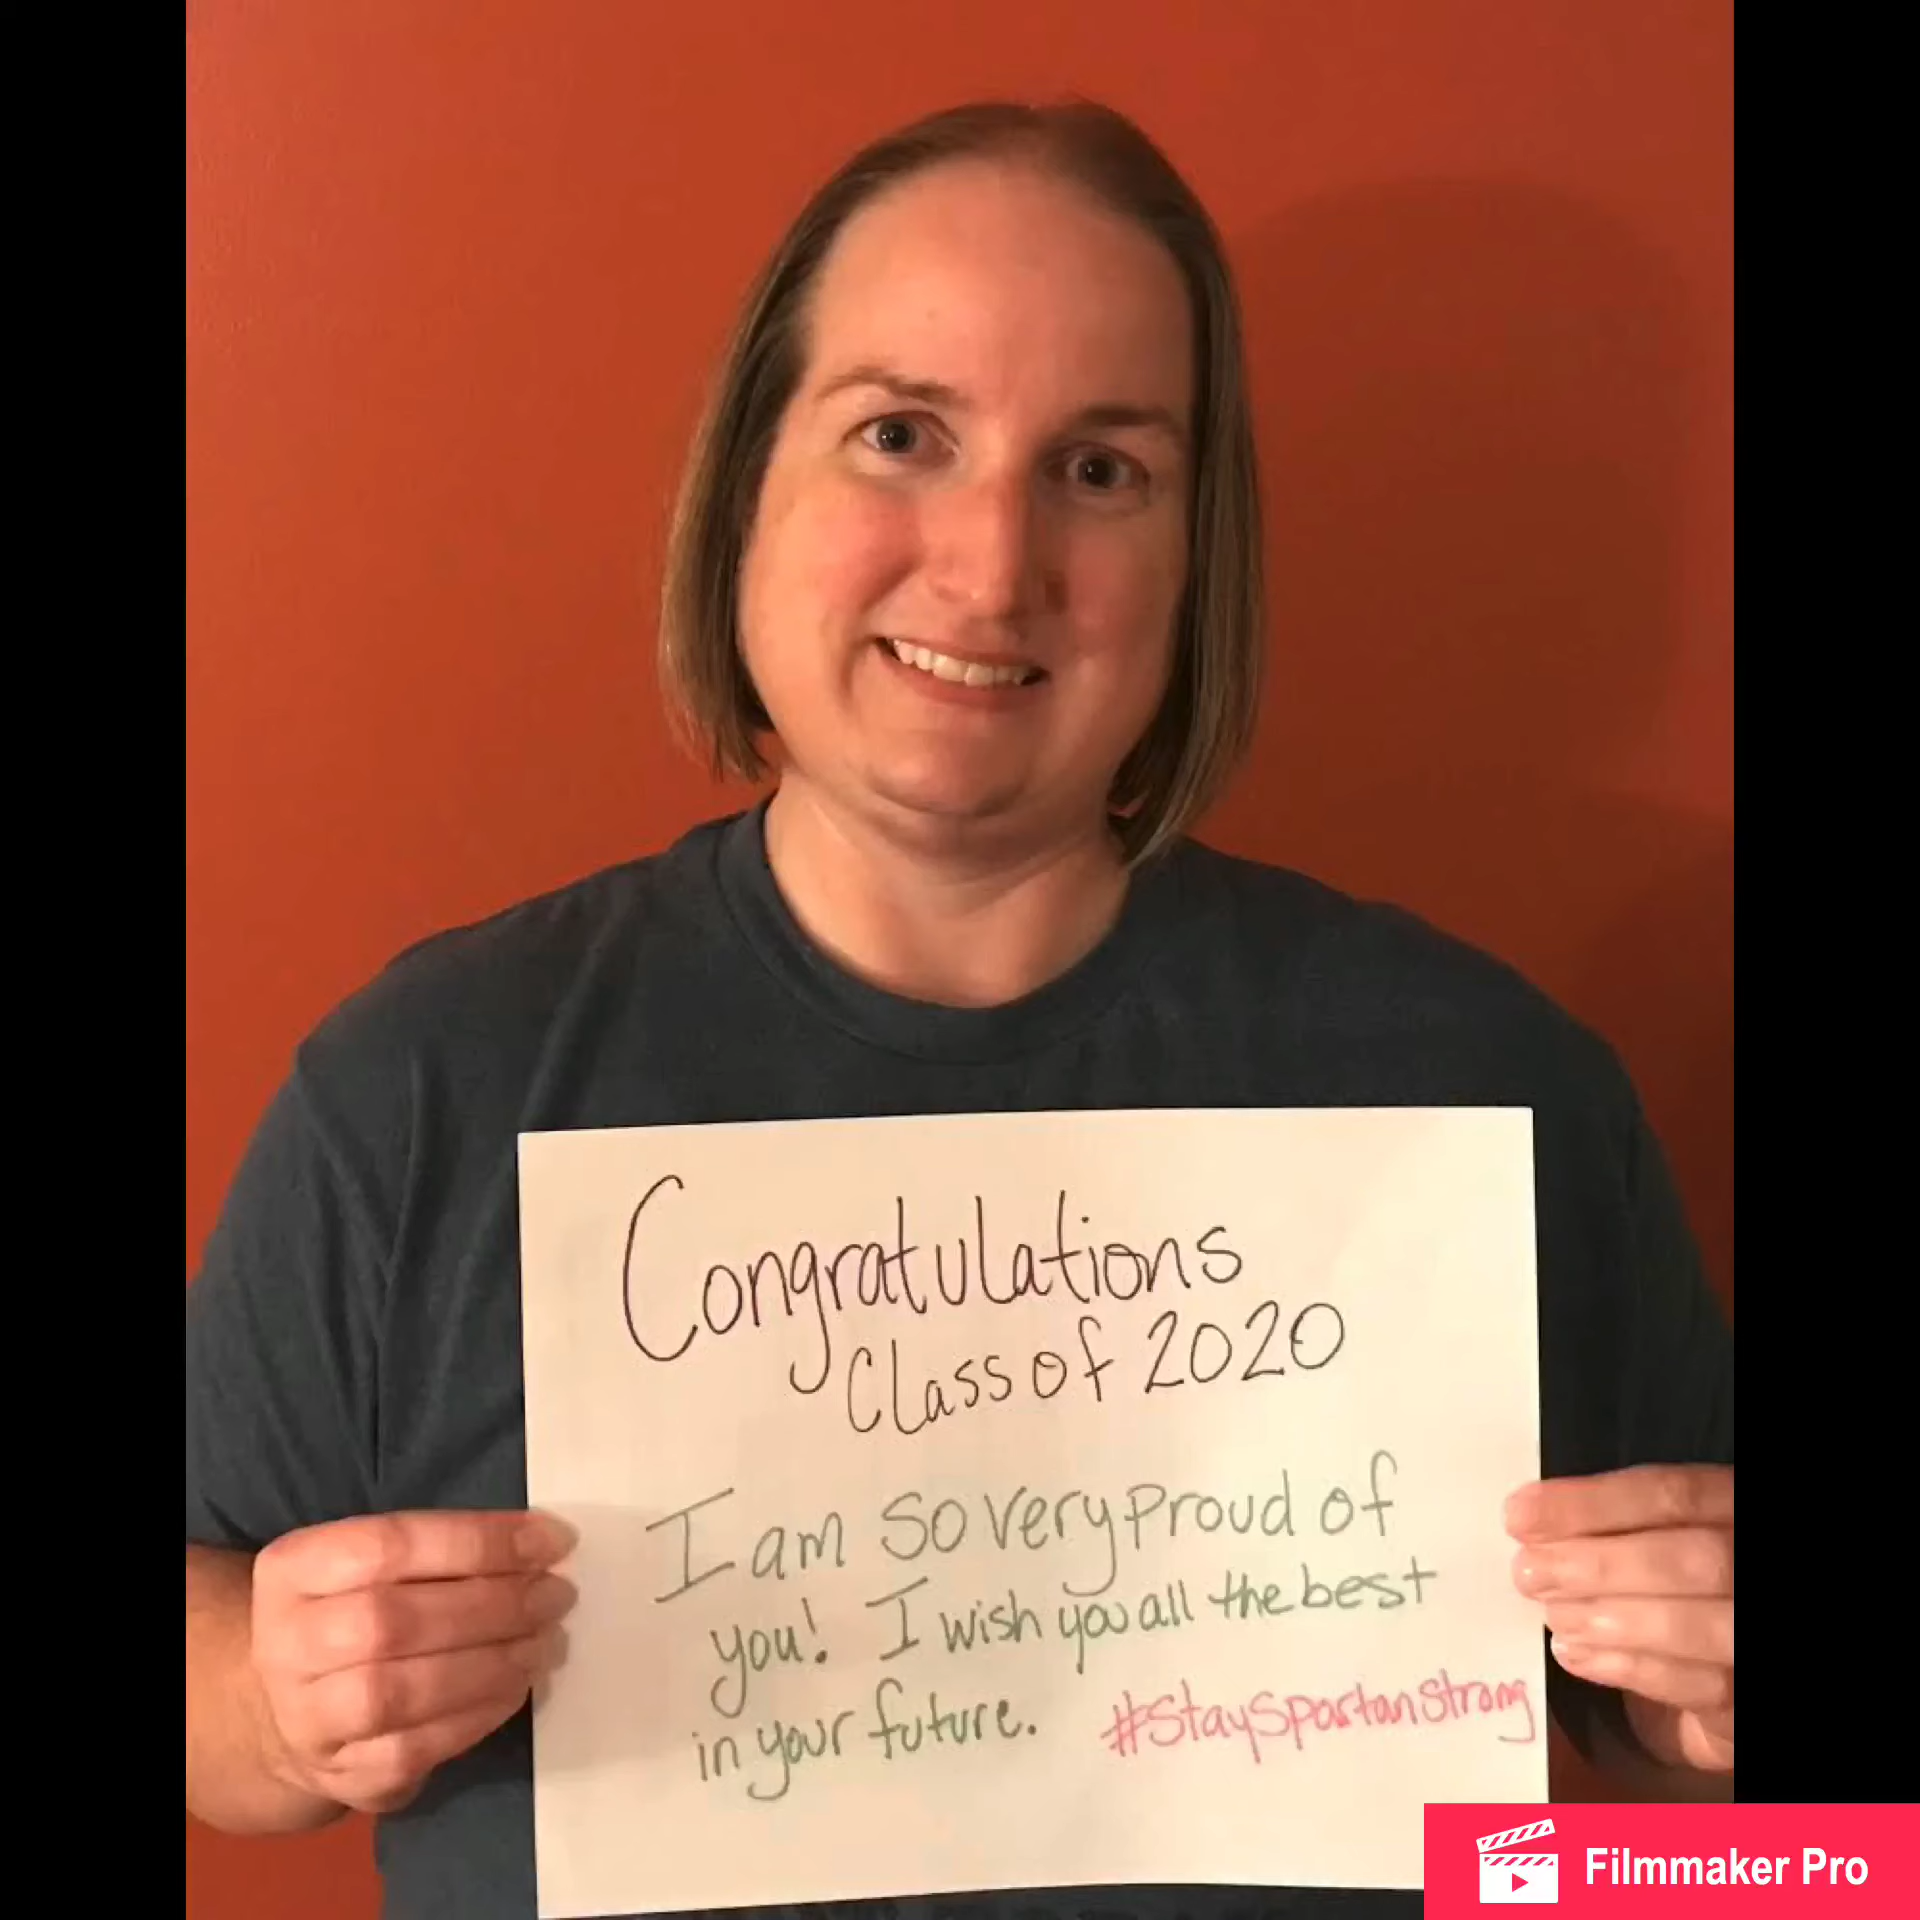 Congratulations
Class of 2020
I am so very proud of
you! I wish you all the best
in your future. #StaySpartanStrong
Filmmaker Pro